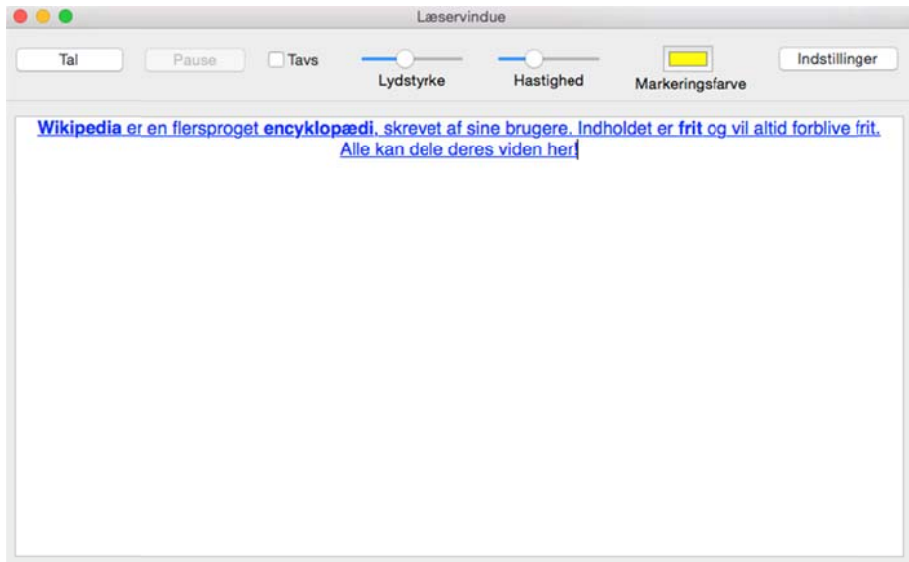 Læservindue
Tal Pause Tavs Lydstyrke Hastighed Markeringsfarve Indstillinger
Wikipedia er en flersproget encyklopædi, skrevet af sine brugere. Indholdet er frit og vil altid forblive frit.
Alle kan dele deres viden her!